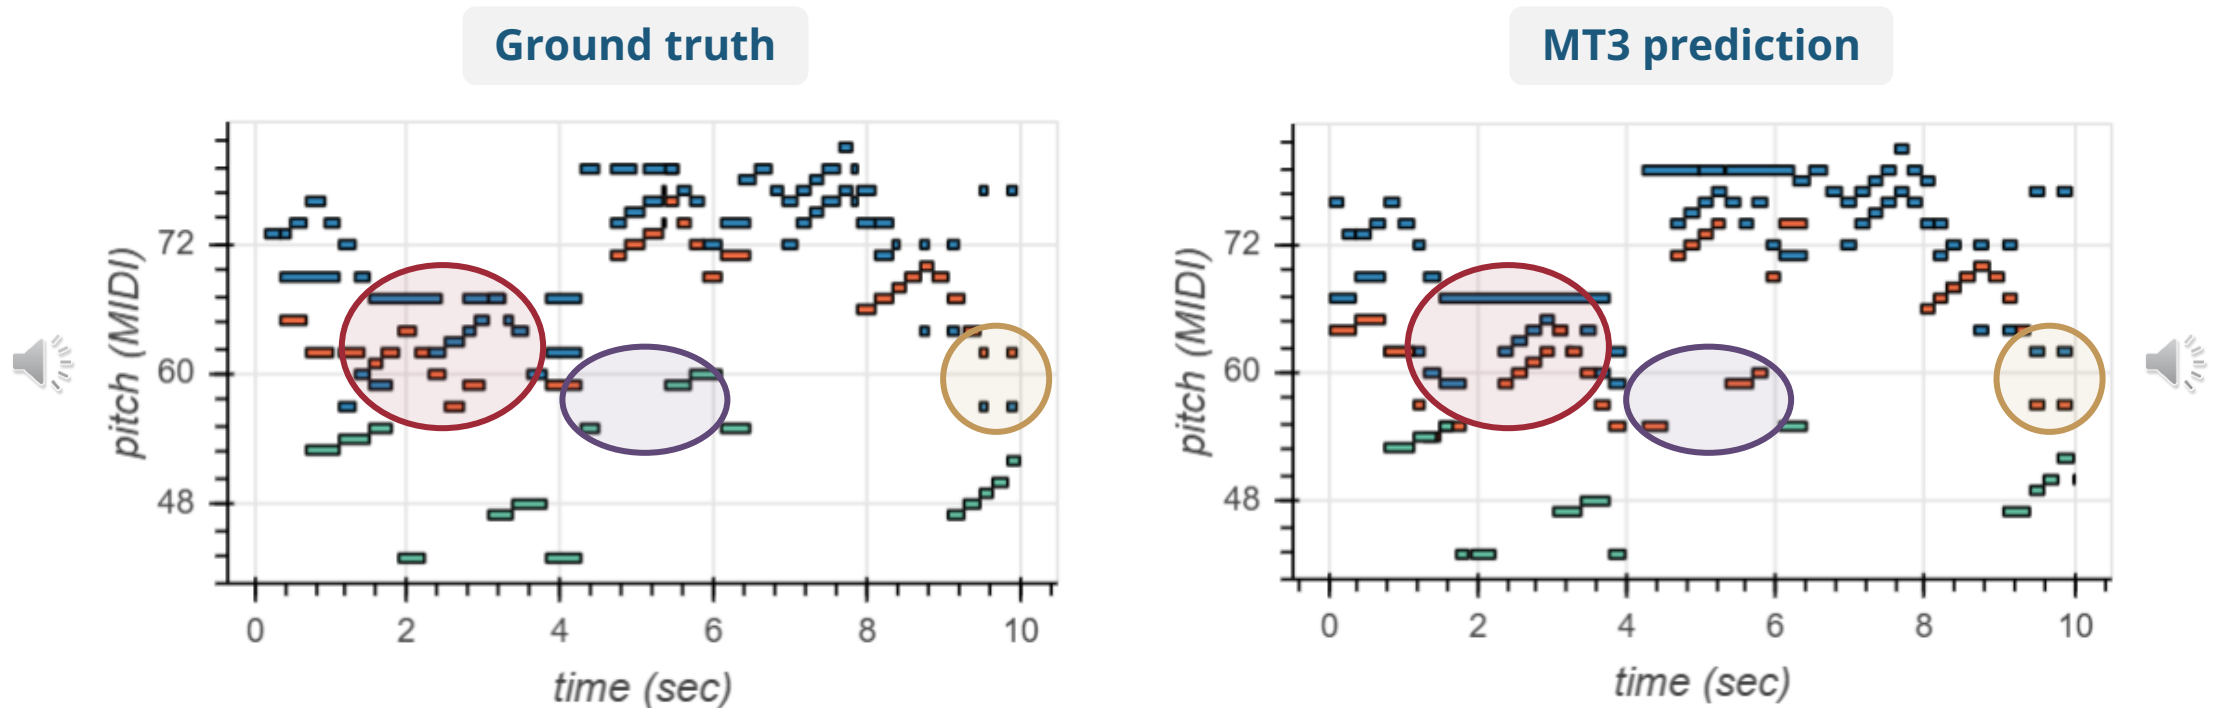 Ground truth
MT3 prediction
pitch (MIDI)
72
60
48
0 2 4 6 8 10
time (sec)
pitch (MIDI)
72
60
48
0 2 4 6 8 10
time (sec)